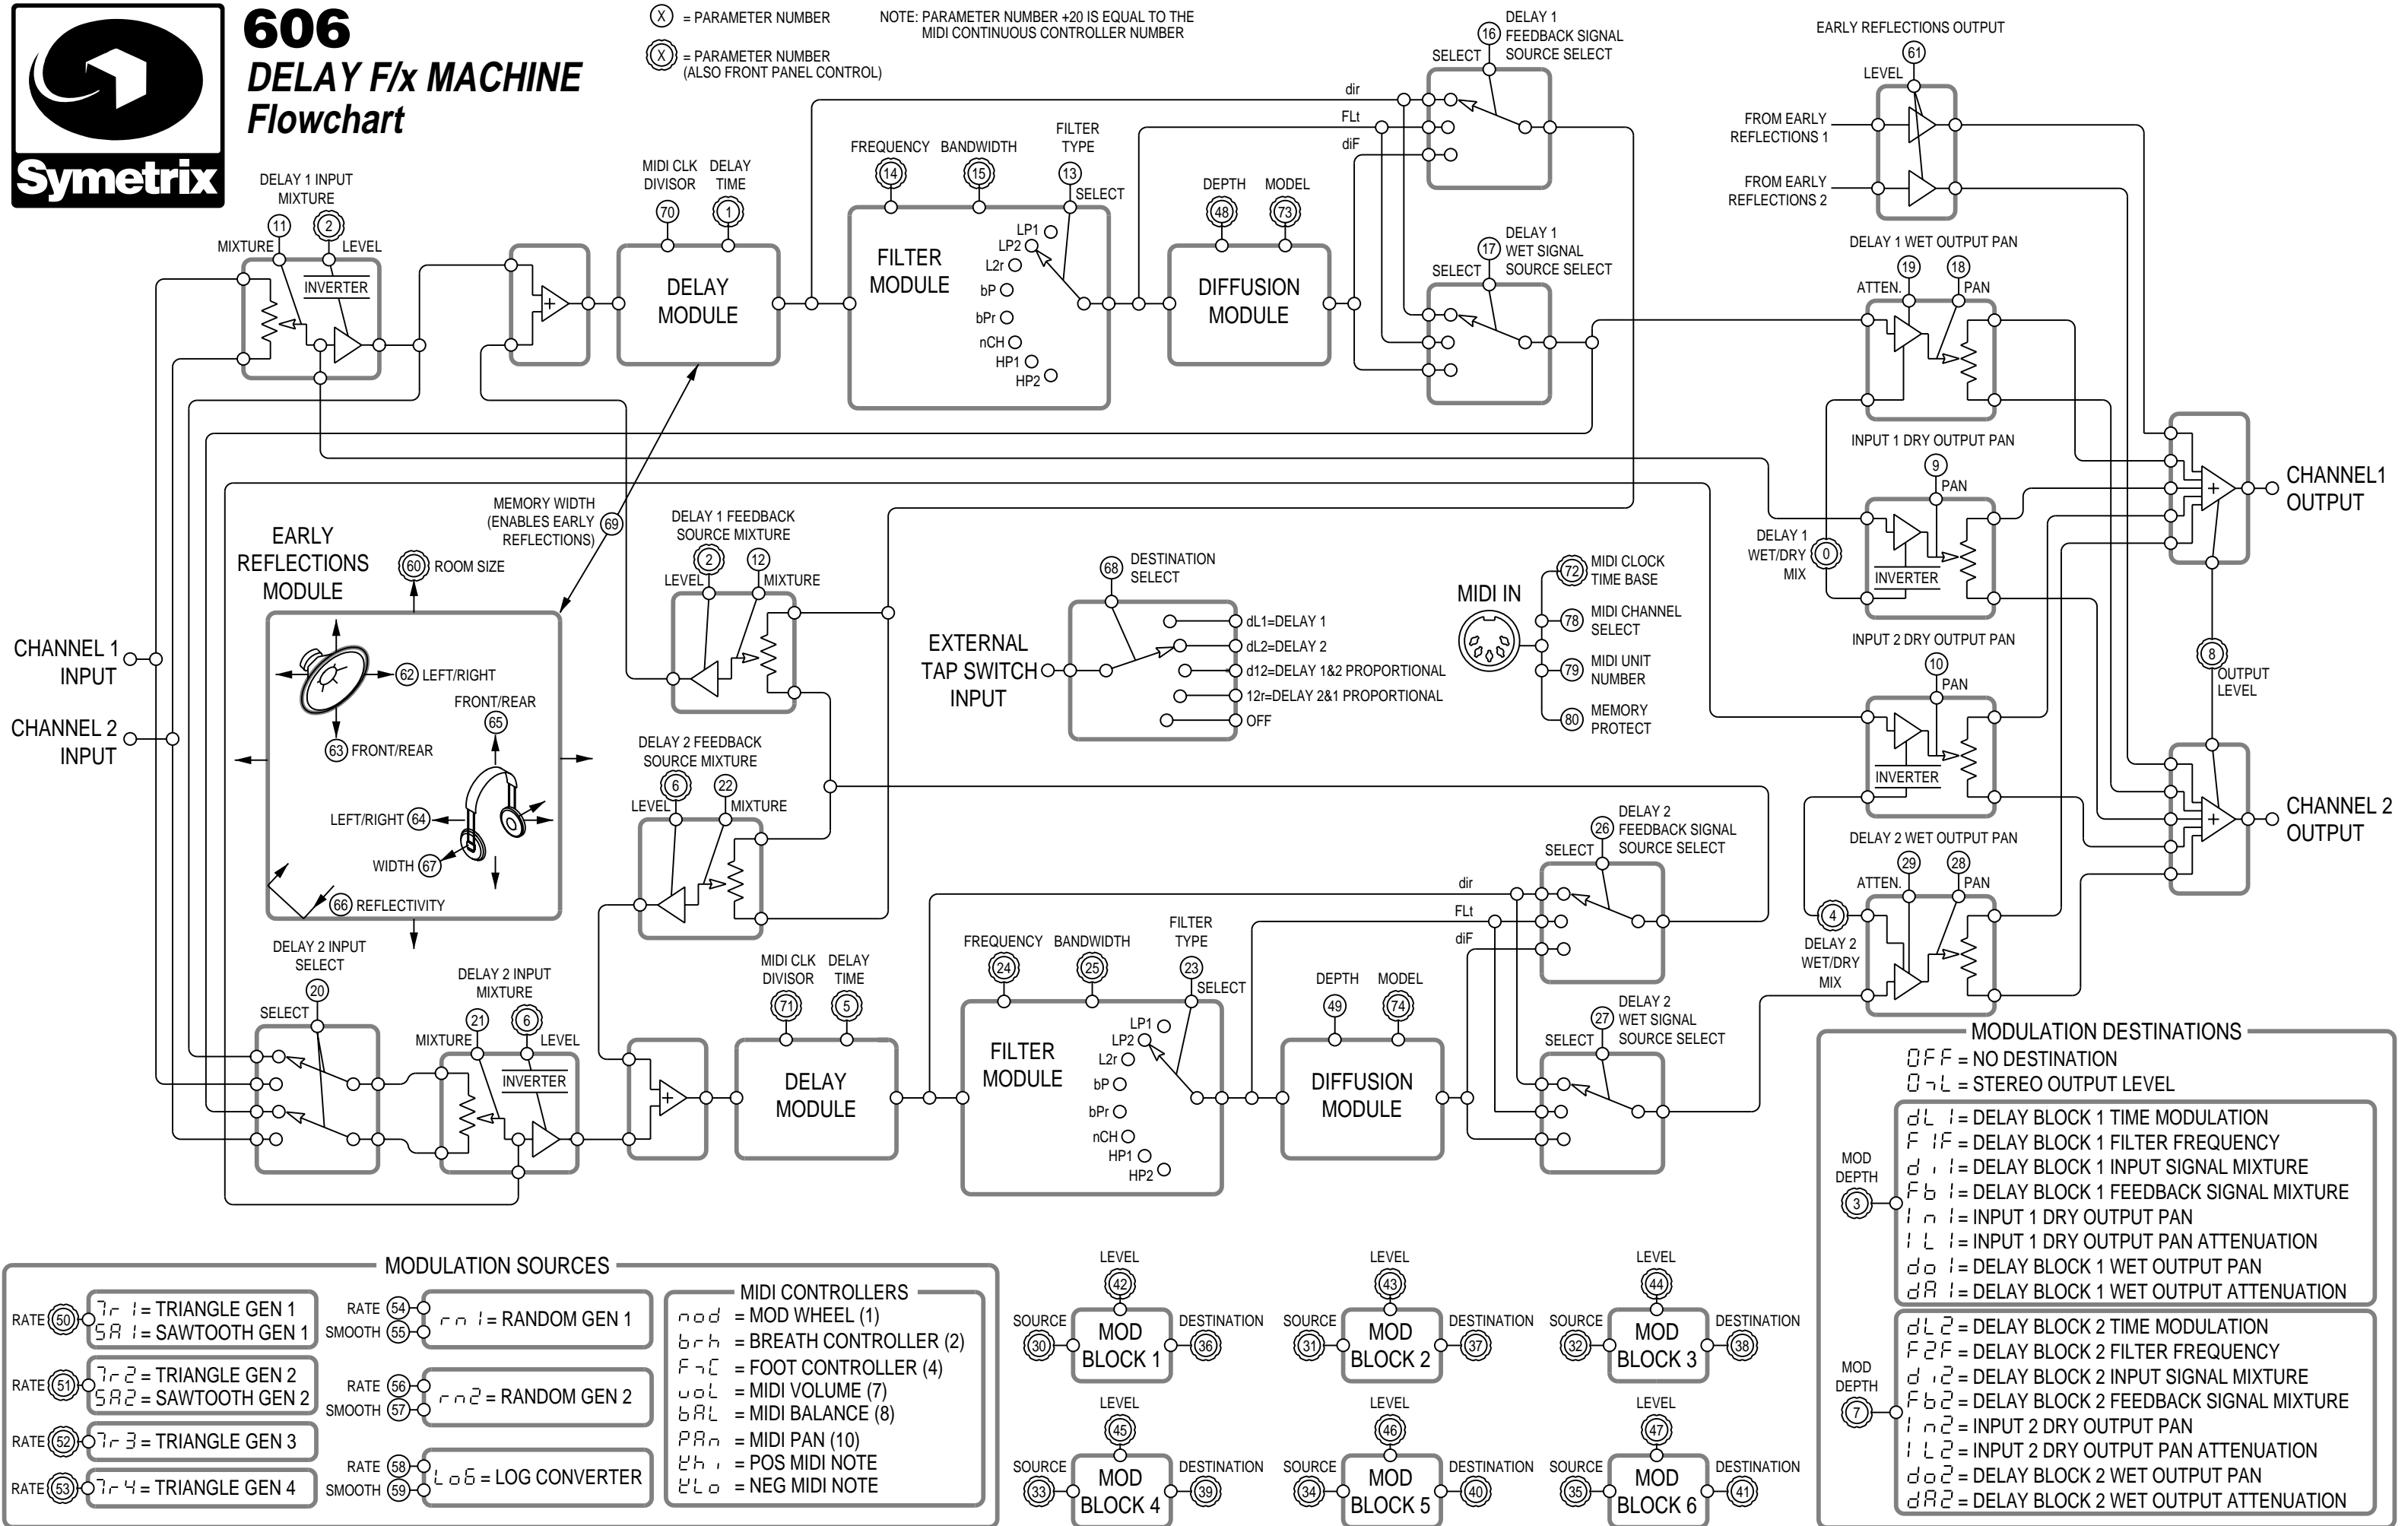 606
DELAY F/x MACHINE
Flowchart
Symetrix
X = PARAMETER NUMBER
X = PARAMETER NUMBER
(ALSO FRONT PANEL CONTROL)
NOTE: PARAMETER NUMBER +20 IS EQUAL TO THE
MIDI CONTINUOUS CONTROLLER NUMBER
DELAY 1 INPUT
MIXTURE
11
2
MIXTURE
LEVEL
INVERTER
MIDI CLK
DIVISOR
70
DELAY
TIME
1
DELAY
MODULE
FREQUENCY
14
BANDWIDTH
15
FILTER
TYPE
13
SELECT
FILTER
MODULE
LP1
LP2
L2r
bP
bPr
nCH
HP1
HP2
DEPTH
48
MODEL
73
DIFFUSION
MODULE
dir
FLt
diF
DELAY 1
FEEDBACK SIGNAL
SOURCE SELECT
16
SELECT
DELAY 1
WET SIGNAL
SOURCE SELECT
17
SELECT
EARLY REFLECTIONS OUTPUT
61
LEVEL
FROM EARLY
REFLECTIONS 1
FROM EARLY
REFLECTIONS 2
DELAY 1 WET OUTPUT PAN
19
18
ATTEN.
PAN
INPUT 1 DRY OUTPUT PAN
9
PAN
INVERTER
DELAY 1
WET/DRY
MIX
0
INPUT 2 DRY OUTPUT PAN
10
PAN
INVERTER
DELAY 2 WET OUTPUT PAN
29
28
ATTEN.
PAN
4
DELAY 2
WET/DRY
MIX
CHANNEL1
OUTPUT
8
OUTPUT
LEVEL
CHANNEL 2
OUTPUT
CHANNEL 1
INPUT
CHANNEL 2
INPUT
EARLY
REFLECTIONS
MODULE
MEMORY WIDTH
(ENABLES EARLY
REFLECTIONS)
69
60 ROOM SIZE
62 LEFT/RIGHT
63 FRONT/REAR
FRONT/REAR
65
LEFT/RIGHT 64
WIDTH 67
66 REFLECTIVITY
DELAY 1 FEEDBACK
SOURCE MIXTURE
2
12
LEVEL
MIXTURE
DELAY 2 FEEDBACK
SOURCE MIXTURE
6
22
LEVEL
MIXTURE
EXTERNAL
TAP SWITCH
INPUT
68
DESTINATION
SELECT
dL1=DELAY 1
dL2=DELAY 2
d12=DELAY 1&2 PROPORTIONAL
12r=DELAY 2&1 PROPORTIONAL
OFF
MIDI IN
72 MIDI CLOCK
TIME BASE
78 MIDI CHANNEL
SELECT
79 MIDI UNIT
NUMBER
80 MEMORY
PROTECT
DELAY 2 INPUT
SELECT
20
SELECT
DELAY 2 INPUT
MIXTURE
21
6
MIXTURE
LEVEL
INVERTER
MIDI CLK
DIVISOR
71
DELAY
TIME
5
DELAY
MODULE
FREQUENCY
24
BANDWIDTH
25
FILTER
TYPE
23
SELECT
FILTER
MODULE
LP1
LP2
L2r
bP
bPr
nCH
HP1
HP2
DEPTH
49
MODEL
74
DIFFUSION
MODULE
dir
FLt
diF
DELAY 2
FEEDBACK SIGNAL
SOURCE SELECT
26
SELECT
DELAY 2
WET SIGNAL
SOURCE SELECT
27
SELECT
MODULATION SOURCES
RATE 50
7r 1 = TRIANGLE GEN 1
SA 1 = SAWTOOTH GEN 1
RATE 51
7r2 = TRIANGLE GEN 2
SA2 = SAWTOOTH GEN 2
RATE 52
7r3 = TRIANGLE GEN 3
RATE 53
7r4 = TRIANGLE GEN 4
RATE 54
SMOOTH 55
rn 1 = RANDOM GEN 1
RATE 56
SMOOTH 57
rn2 = RANDOM GEN 2
RATE 58
SMOOTH 59
LoG = LOG CONVERTER
MIDI CONTROLLERS
nod = MOD WHEEL (1)
brh = BREATH CONTROLLER (2)
F7C = FOOT CONTROLLER (4)
voL = MIDI VOLUME (7)
bAL = MIDI BALANCE (8)
PAn = MIDI PAN (10)
= POS MIDI NOTE
= NEG MIDI NOTE
LEVEL
42
SOURCE
30
MOD
BLOCK 1
DESTINATION
36
LEVEL
43
SOURCE
31
MOD
BLOCK 2
DESTINATION
37
LEVEL
44
SOURCE
32
MOD
BLOCK 3
DESTINATION
38
LEVEL
45
SOURCE
33
MOD
BLOCK 4
DESTINATION
39
LEVEL
46
SOURCE
34
MOD
BLOCK 5
DESTINATION
40
LEVEL
47
SOURCE
35
MOD
BLOCK 6
DESTINATION
41
MODULATION DESTINATIONS
OFF = NO DESTINATION
O7L = STEREO OUTPUT LEVEL
MOD
DEPTH
3
dL 1 = DELAY BLOCK 1 TIME MODULATION
F 1F = DELAY BLOCK 1 FILTER FREQUENCY
di 1 = DELAY BLOCK 1 INPUT SIGNAL MIXTURE
Fb 1 = DELAY BLOCK 1 FEEDBACK SIGNAL MIXTURE
In 1 = INPUT 1 DRY OUTPUT PAN
IL 1 = INPUT 1 DRY OUTPUT PAN ATTENUATION
do 1 = DELAY BLOCK 1 WET OUTPUT PAN
dA 1 = DELAY BLOCK 1 WET OUTPUT ATTENUATION
MOD
DEPTH
7
dL2 = DELAY BLOCK 2 TIME MODULATION
F2F = DELAY BLOCK 2 FILTER FREQUENCY
di2 = DELAY BLOCK 2 INPUT SIGNAL MIXTURE
Fb2 = DELAY BLOCK 2 FEEDBACK SIGNAL MIXTURE
In2 = INPUT 2 DRY OUTPUT PAN
IL2 = INPUT 2 DRY OUTPUT PAN ATTENUATION
do2 = DELAY BLOCK 2 WET OUTPUT PAN
dA2 = DELAY BLOCK 2 WET OUTPUT ATTENUATION